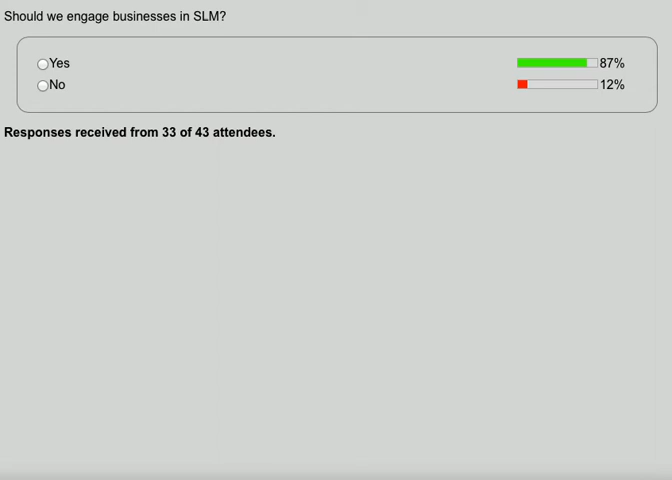 Should we engage businesses in SLM?
Yes 87%
No 12%
Responses received from 33 of 43 attendees.